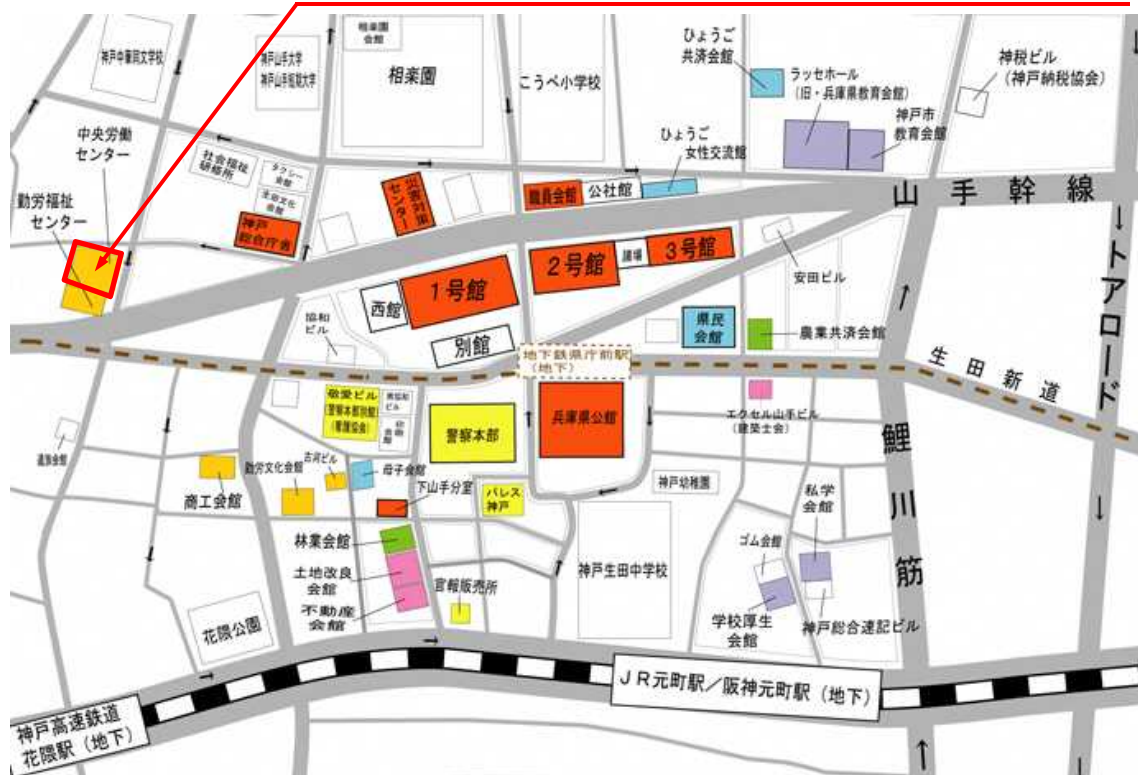 相楽園
会館
ひょうご
共済会館
神戸中華同文学校
神戸山手大学
神戸山手短期大学
相楽園
こうべ小学校
ラッセホール
(旧・兵庫県教育会館)
神税ビル
(神戸納税協会)
神戸市
教育会館
中央労働
センター
社会福祉
研修所
タクシー
会館
ひょうご
女性交流館
災害対策
センター
職員会館
公社館
山手幹線
勤労福祉
センター
神戸
総合庁舎
トアロード
2号館
議場
3号館
安田ビル
1号館
西館
協和
ビル
県民
会館
農業共済会館
別館
地下鉄県庁前駅
(地下)
生田新道
敬愛ビル
(警察本部別館)
(看護協会)
警察本部
兵庫県公館
エクセル山手ビル
(建築士会)
鯉川筋
商工会館
勤労文化会館
古河ビル
母子会館
下山手分室
パレス
神戸
神戸幼稚園
私学
会館
林業会館
土地改良
会館
不動産
会館
官報販売所
神戸生田中学校
ゴム会館
花隈公園
学校厚生
会館
神戸総合速記ビル
JR元町駅/阪神元町駅(地下)
神戸高速鉄道
花隈駅(地下)